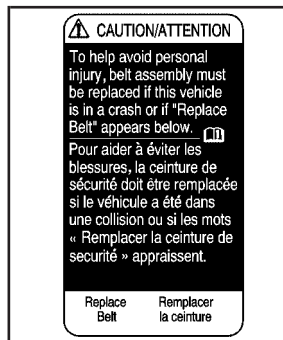 CAUTION/ATTENTION
To help avoid personal
injury, belt assembly must
be replaced if this vehicle
is in a crash or if "Replace
Belt" appears below.
Pour aider à éviter les
blessures, la ceinture de
sécurité doit être remplacée
si le véhicule a été dans
une collision ou si les mots
« Remplacer la ceinture de
securité » appraissent.
Replace Remplacer
Belt la ceinture